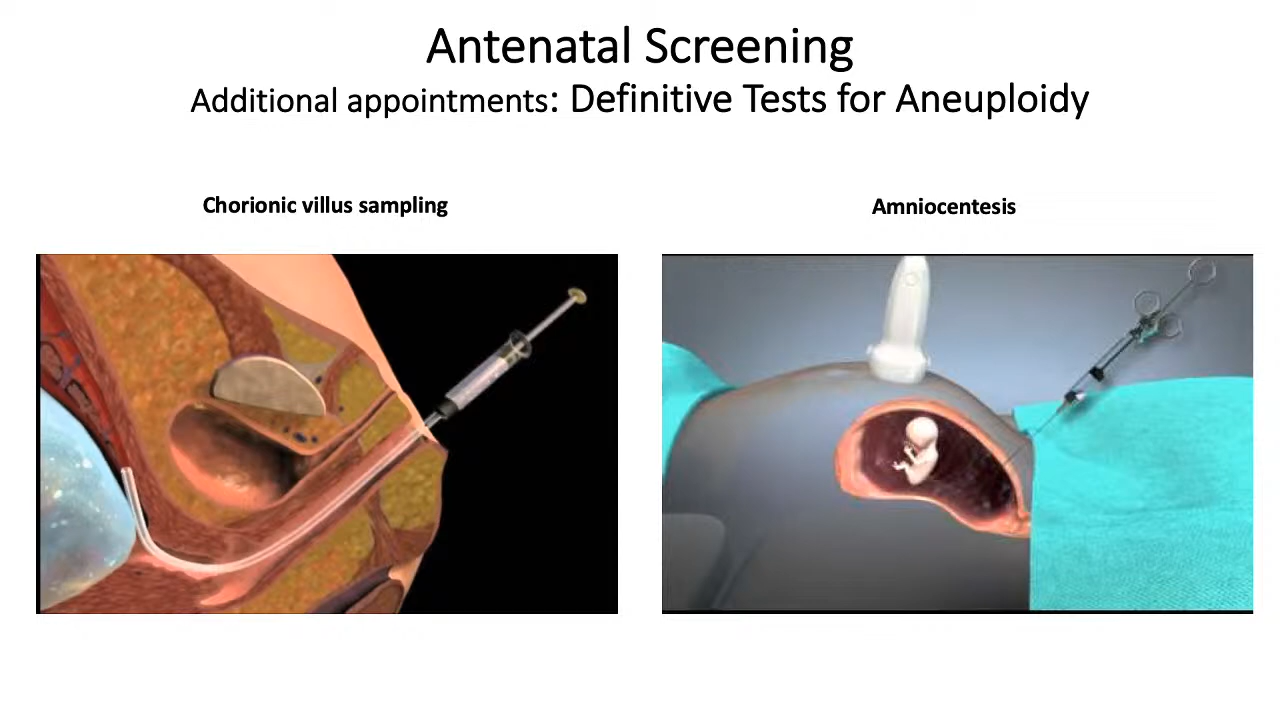 Antenatal Screening
Additional appointments: Definitive Tests for Aneuploidy
Chorionic villus sampling
Amniocentesis